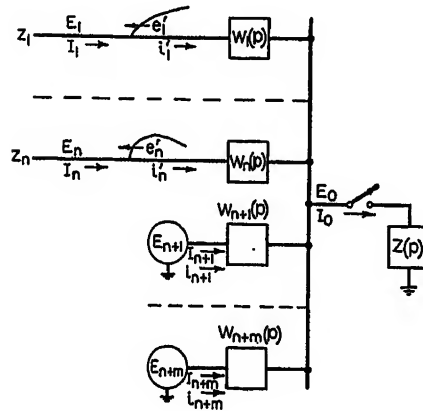 E₁ e₁′ W₁(p)
Z₁ I₁ i₁′
Eₙ eₙ′ Wₙ(p)
Zₙ Iₙ iₙ′
E₀
I₀
Z(p)
Wₙ₊₁(p)
Eₙ₊₁ Iₙ₊₁
iₙ₊₁
Wₙ₊ₘ(p)
Eₙ₊ₘ Iₙ₊ₘ
iₙ₊ₘ